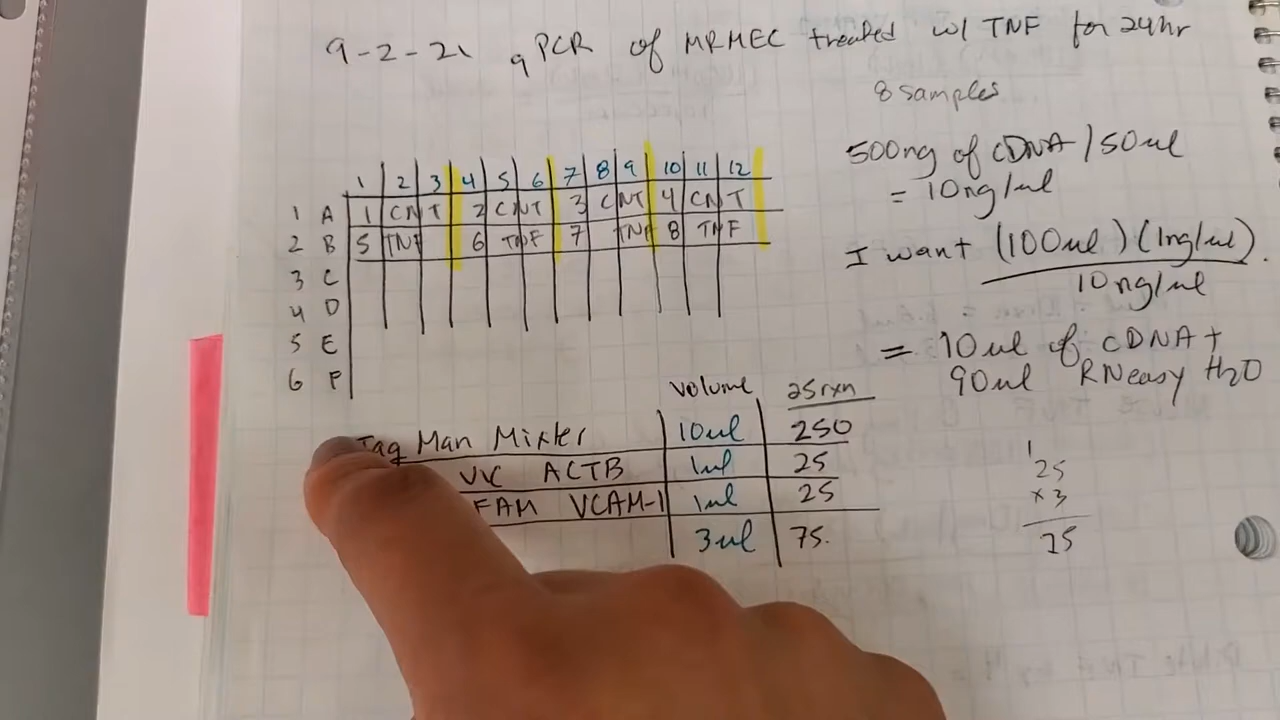 9-2-21 qPCR of MRMEC treated w/ TNF for 24hr
8 samples
500ng of cDNA / 50ul
= 10ng/ul
I want (100ul)(1ng/ul)
10ng/ul
= 10ul of cDNA +
90ul RNeasy H2O
1 2 3 4 5 6 7 8 9 10 11 12
1 A 1 CNT 2 CNT 3 CNT 4 CNT
2 B 5 TNF 6 TNF 7 TNF 8 TNF
3 C
4 D
5 E
6 F
volume 25rxn
Taq Man Mixter 10ul 250
VIC ACTB 1ul 25
FAM VCAM-1 1ul 25
3ul 75.
1
25
x3
75